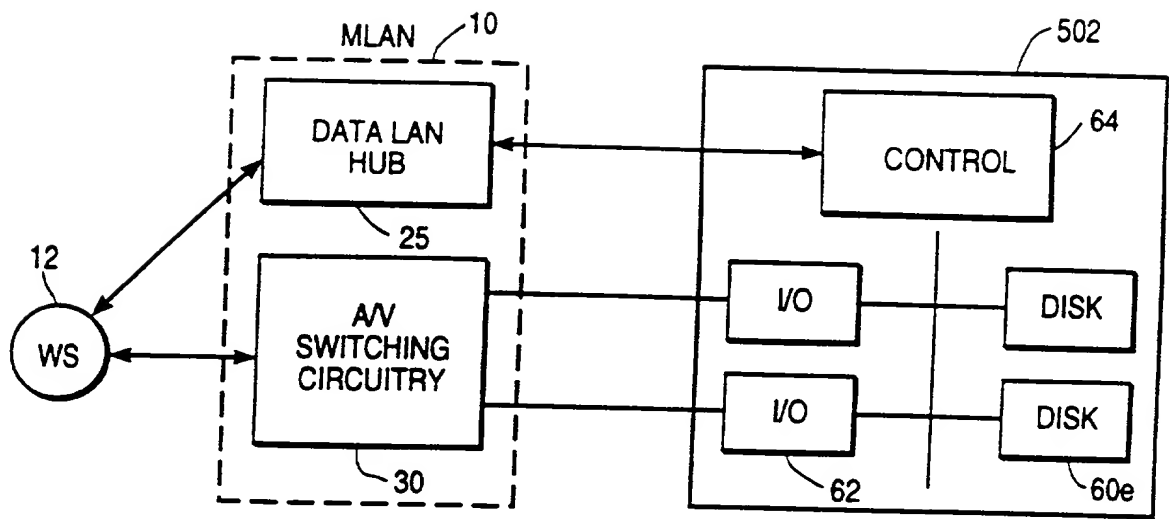 MLAN
10
502
DATA LAN
HUB
25
CONTROL
64
12
WS
A/V
SWITCHING
CIRCUITRY
30
I/O
DISK
I/O
62
DISK
60e